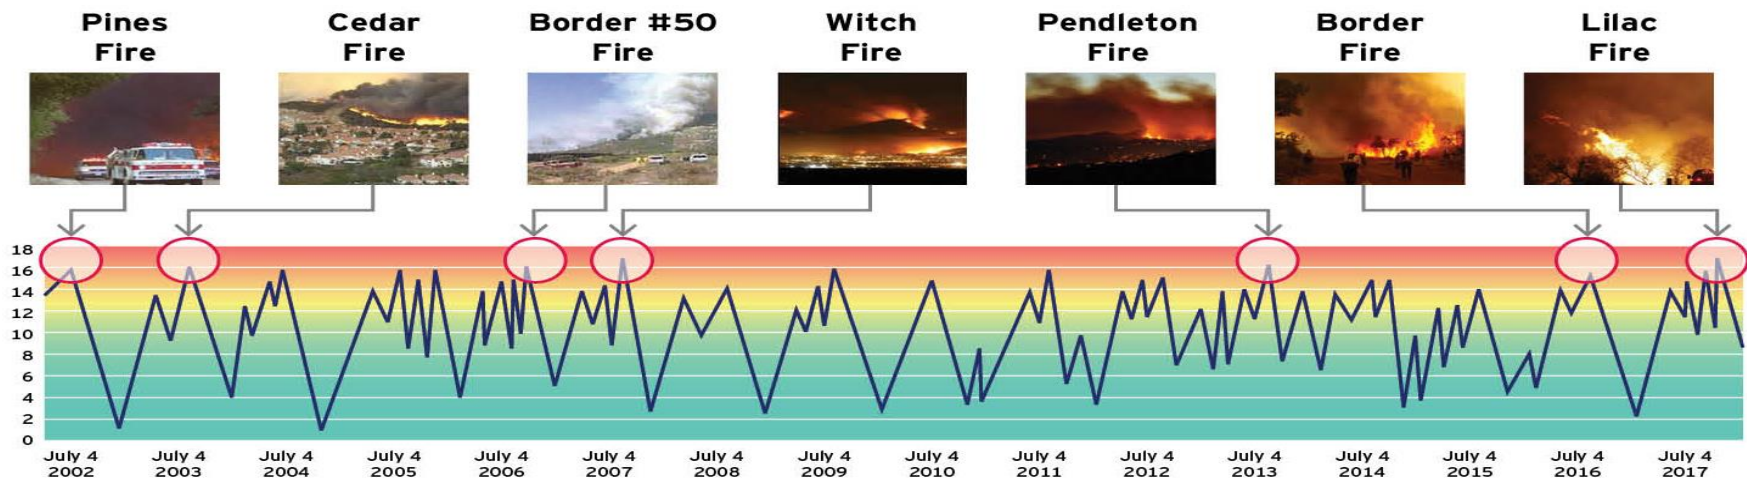 Pines
Fire
Cedar
Fire
Border #50
Fire
Witch
Fire
Pendleton
Fire
Border
Fire
Lilac
Fire
18
16
14
12
10
8
6
4
2
0
July 4
2002
July 4
2003
July 4
2004
July 4
2005
July 4
2006
July 4
2007
July 4
2008
July 4
2009
July 4
2010
July 4
2011
July 4
2012
July 4
2013
July 4
2014
July 4
2015
July 4
2016
July 4
2017